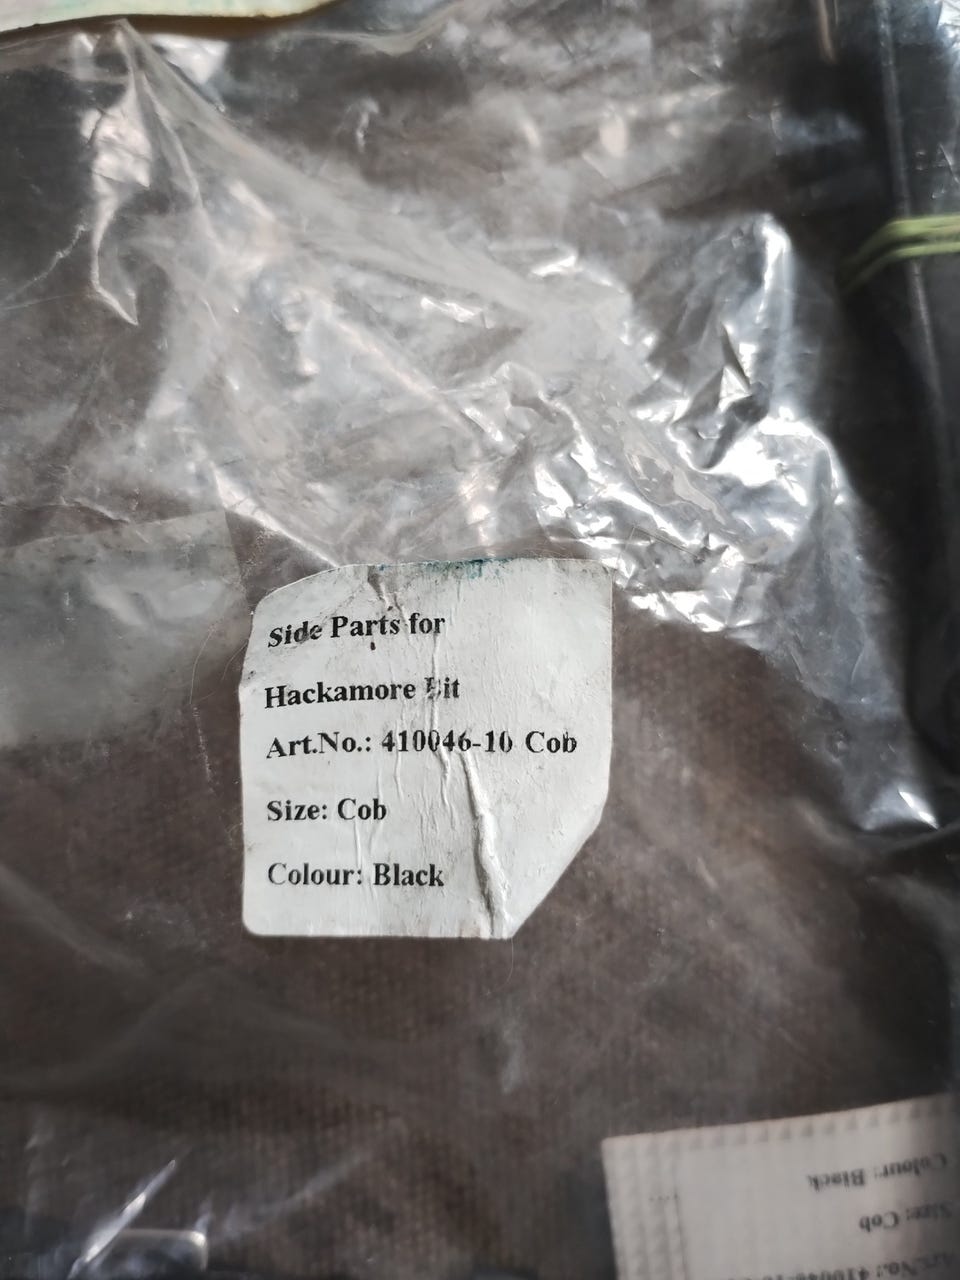 Side Parts for
Hackamore Bit
Art.No.: 410046-10 Cob
Size: Cob
Colour: Black
Colour: Black
Size: Cob